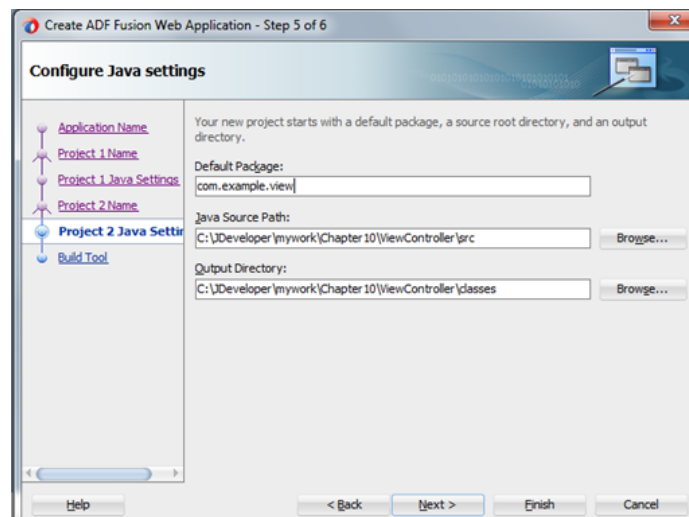 Create ADF Fusion Web Application - Step 5 of 6
Configure Java settings
Application Name
Project 1 Name
Project 1 Java Settings
Project 2 Name
Project 2 Java Settin
Build Tool
Your new project starts with a default package, a source root directory, and an output
directory.
Default Package:
com.example.view
Java Source Path:
C:\JDeveloper\mywork\Chapter10\ViewController\src
Browse...
Output Directory:
C:\JDeveloper\mywork\Chapter10\ViewController\classes
Browse...
Help
< Back
Next >
Finish
Cancel